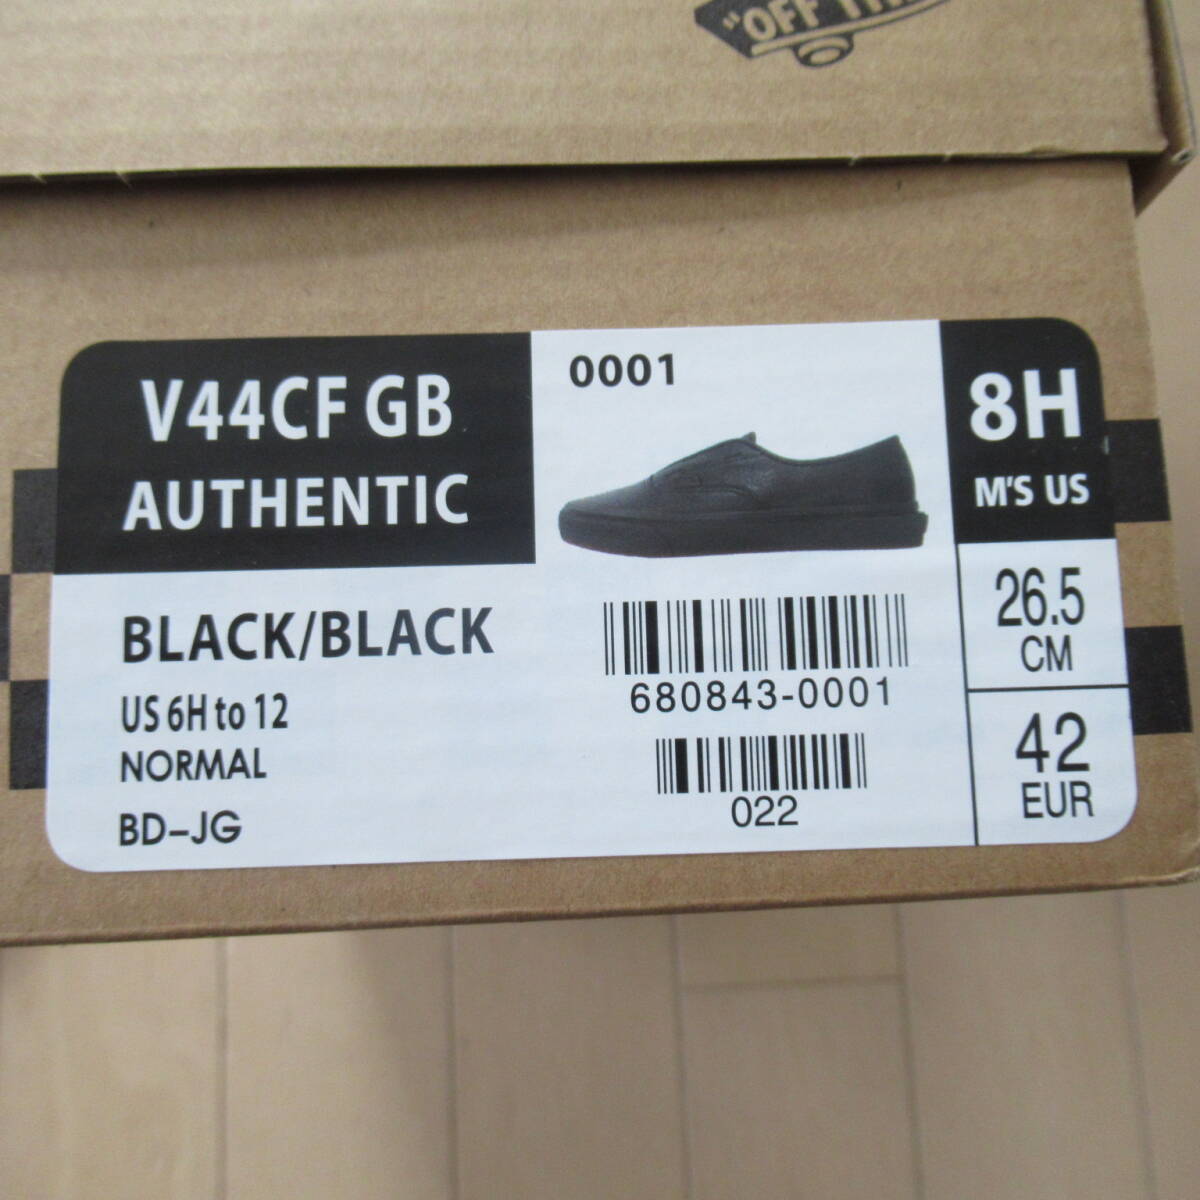 "OFF
V44CF GB
AUTHENTIC
0001
8H
M'S US
BLACK/BLACK
US 6H to 12
NORMAL
BD-JG
680843-0001
022
26.5
CM
42
EUR